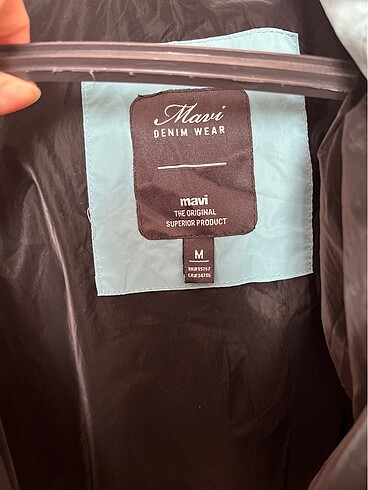 Mavi
DENIM WEAR
mavi
THE ORIGINAL
SUPERIOR PRODUCT
M